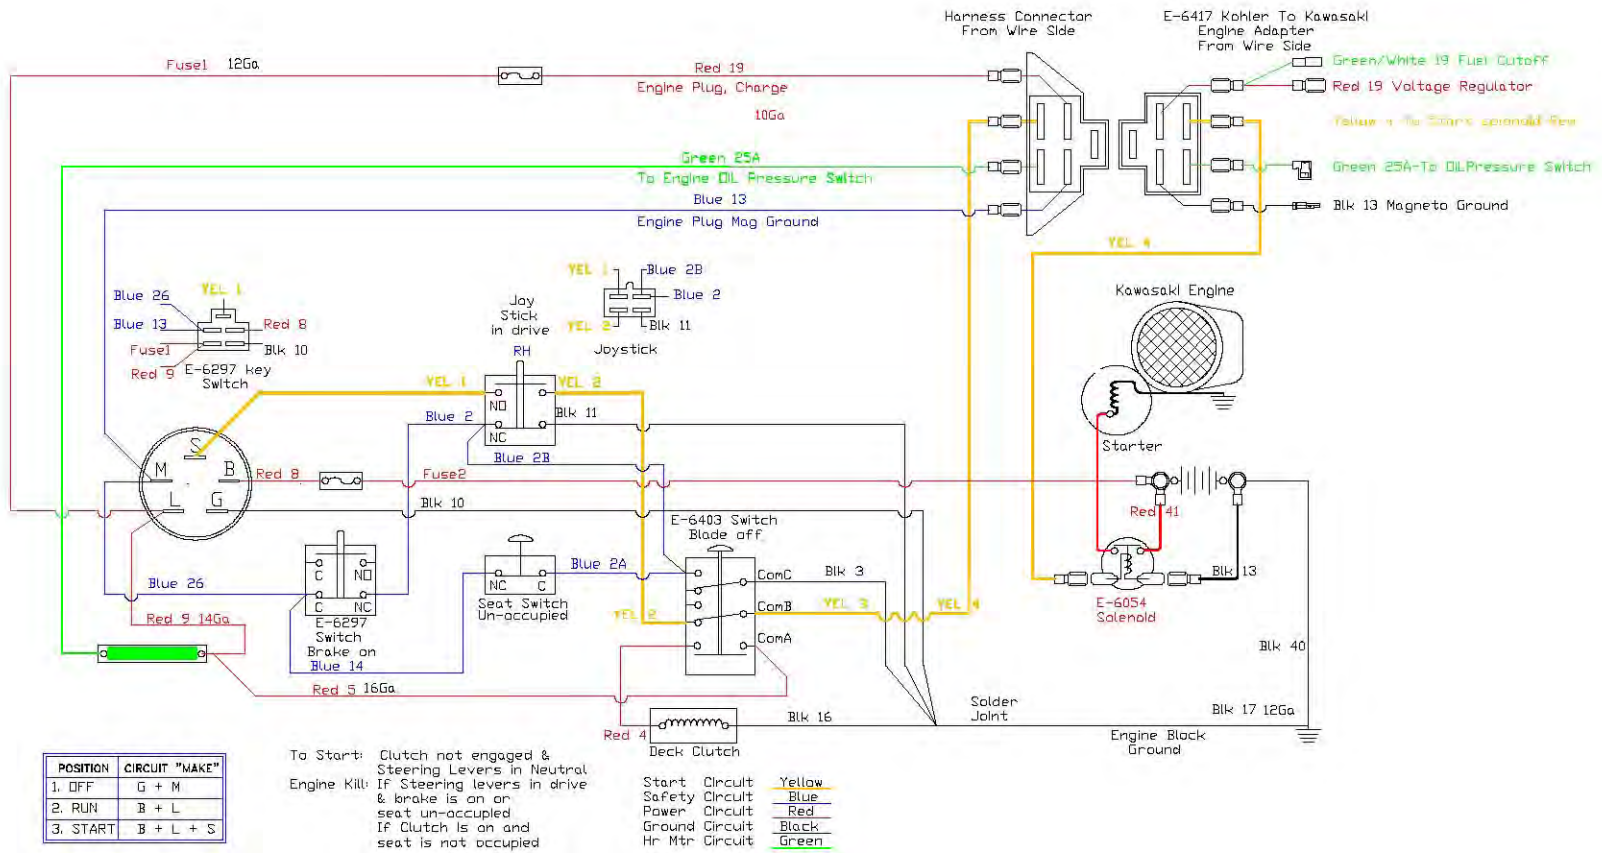 Harness Connector
From Wire Side
E-6417 Kohler To Kawasaki
Engine Adapter
From Wire Side
Fuse1 12Ga
Red 19
Engine Plug, Charge
10Ga
Green/White 19 Fuel Cutoff
Red 19 Voltage Regulator
Yellow
Green 25A
To Engine OIL Pressure Switch
Green 25A-To OILPressure Switch
Blue 13
Engine Plug Mag Ground
Blk 13 Magneto Ground
YEL 4
YEL 1
Blue 2B
Blue 2
YEL 2
Blk 11
Joystick
Blue 26
YEL 1
Blue 13
Red 8
Fuse1
Blk 10
Red 9
E-6297 key
Switch
Joy
Stick
in drive
RH
Kawasaki Engine
YEL 1
YEL 2
NO
Blue 2
Blk 11
NC
Starter
S
Blue 2B
M
B
Red 8
Fuse2
L
G
Blk 10
Red 41
E-6403 Switch
Blade off
C
NO
C
NC
Blue 26
NC
C
Blue 2A
ComC
Blk 3
Blk 13
Seat Switch
Un-occupied
YEL 2
ComB
YEL 3
YEL 4
E-6054
Solenoid
Red 9 14Ga
E-6297
Switch
Brake on
Blue 14
ComA
Blk 40
Red 5 16Ga
Solder
Joint
Blk 17 12Ga
Blk 16
Red 4
Deck Clutch
Engine Block
Ground
POSITION CIRCUIT "MAKE"
1. OFF G + M
2. RUN B + L
3. START B + L + S
To Start: Clutch not engaged &
Steering Levers in Neutral
Engine Kill: If Steering levers in drive
& brake is on or
seat un-occupied
If Clutch is on and
seat is not occupied
Start Circuit Yellow
Safety Circuit Blue
Power Circuit Red
Ground Circuit Black
Hr Mtr Circuit Green